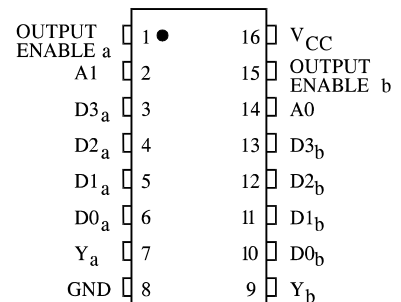 OUTPUT
ENABLE a
1
16
VCC
A1
2
15
OUTPUT
ENABLE b
D3a
3
14
A0
D2a
4
13
D3b
D1a
5
12
D2b
D0a
6
11
D1b
Ya
7
10
D0b
GND
8
9
Yb